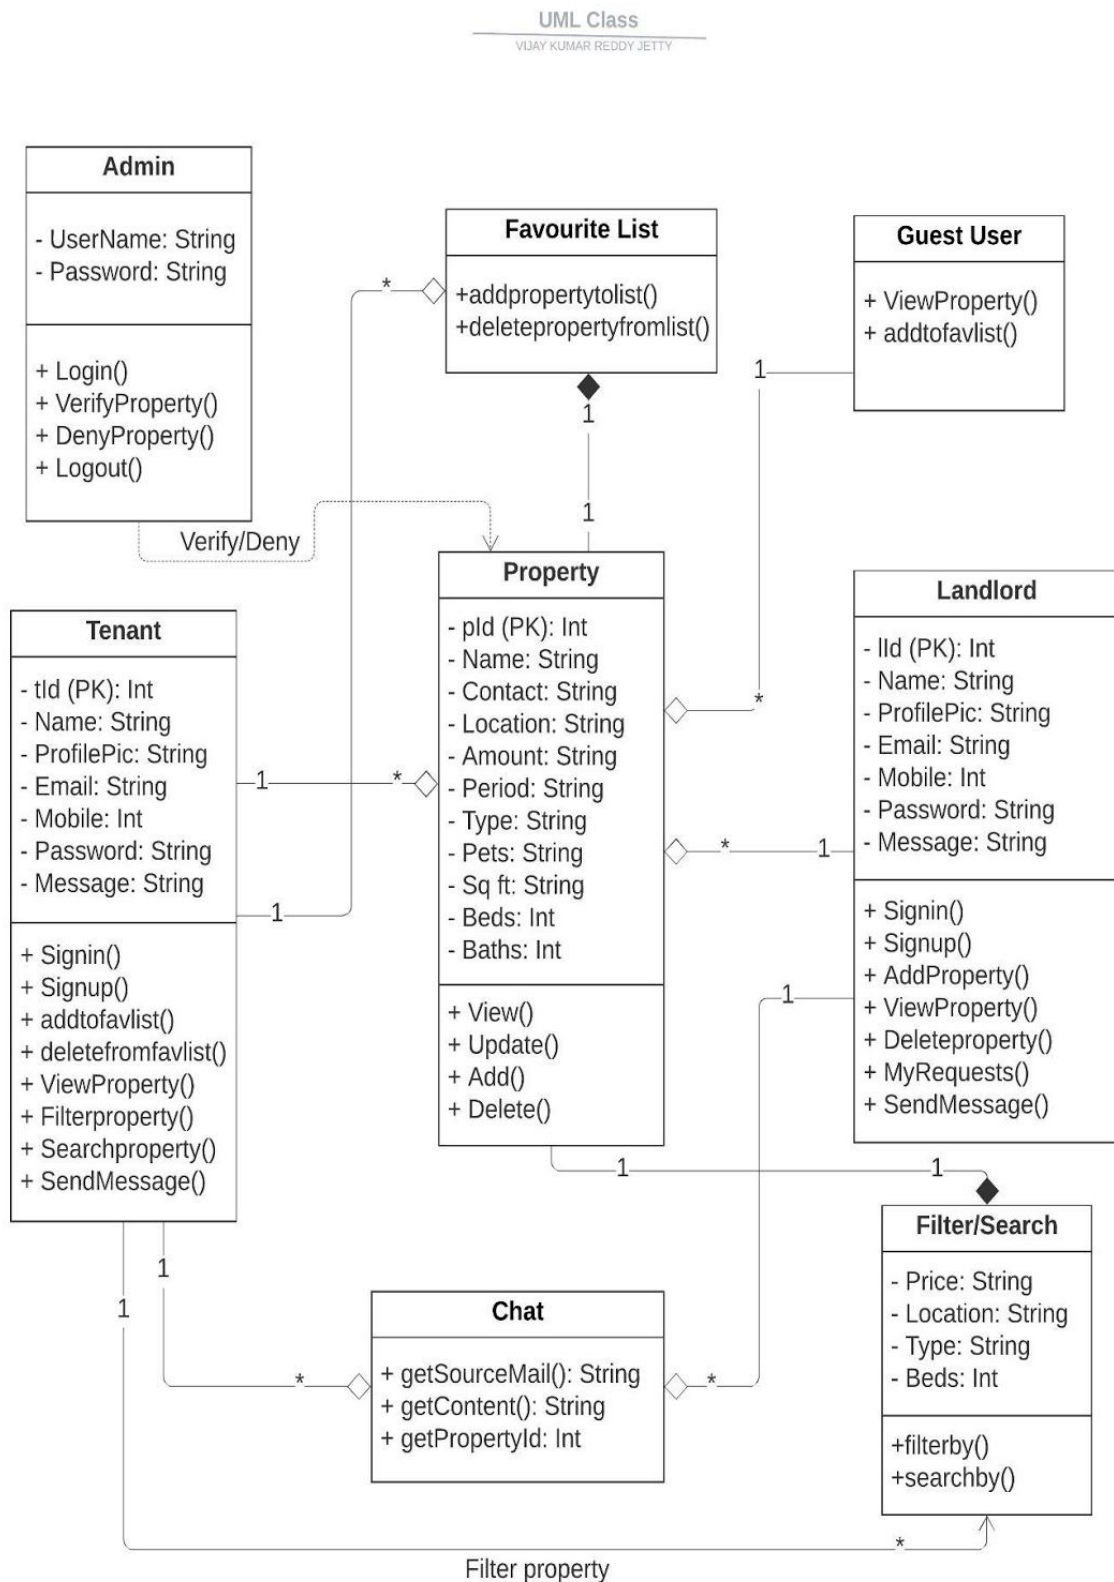 UML Class
VIJAY KUMAR REDDY JETTY
Admin
- UserName: String
- Password: String
+ Login()
+ VerifyProperty()
+ DenyProperty()
+ Logout()
Verify/Deny
Favourite List
+addpropertytolist()
+deletepropertyfromlist()
*
1
1
Guest User
+ ViewProperty()
+ addtofavlist()
1
*
Tenant
- tId (PK): Int
- Name: String
- ProfilePic: String
- Email: String
- Mobile: Int
- Password: String
- Message: String
+ Signin()
+ Signup()
+ addtofavlist()
+ deletefromfavlist()
+ ViewProperty()
+ Filterproperty()
+ Searchproperty()
+ SendMessage()
1
*
1
Property
- pId (PK): Int
- Name: String
- Contact: String
- Location: String
- Amount: String
- Period: String
- Type: String
- Pets: String
- Sq ft: String
- Beds: Int
- Baths: Int
+ View()
+ Update()
+ Add()
+ Delete()
*
1
1
Landlord
- lId (PK): Int
- Name: String
- ProfilePic: String
- Email: String
- Mobile: Int
- Password: String
- Message: String
+ Signin()
+ Signup()
+ AddProperty()
+ ViewProperty()
+ Deleteproperty()
+ MyRequests()
+ SendMessage()
1
1
1
1
*
Chat
+ getSourceMail(): String
+ getContent(): String
+ getPropertyId: Int
*
Filter/Search
- Price: String
- Location: String
- Type: String
- Beds: Int
+filterby()
+searchby()
*
Filter property